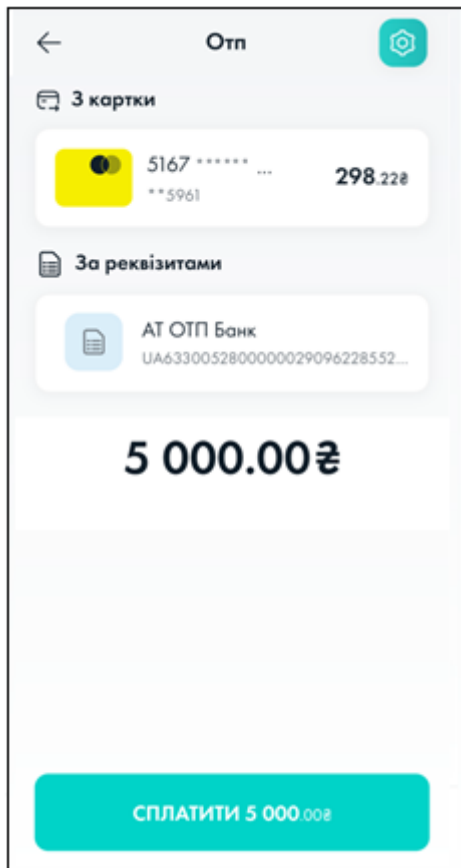 Отп
З картки
5167 ****** ...
**5961
298.22₴
За реквізитами
АТ ОТП Банк
UA633005280000029096228552...
5 000.00₴
СПЛАТИТИ 5 000.00₴